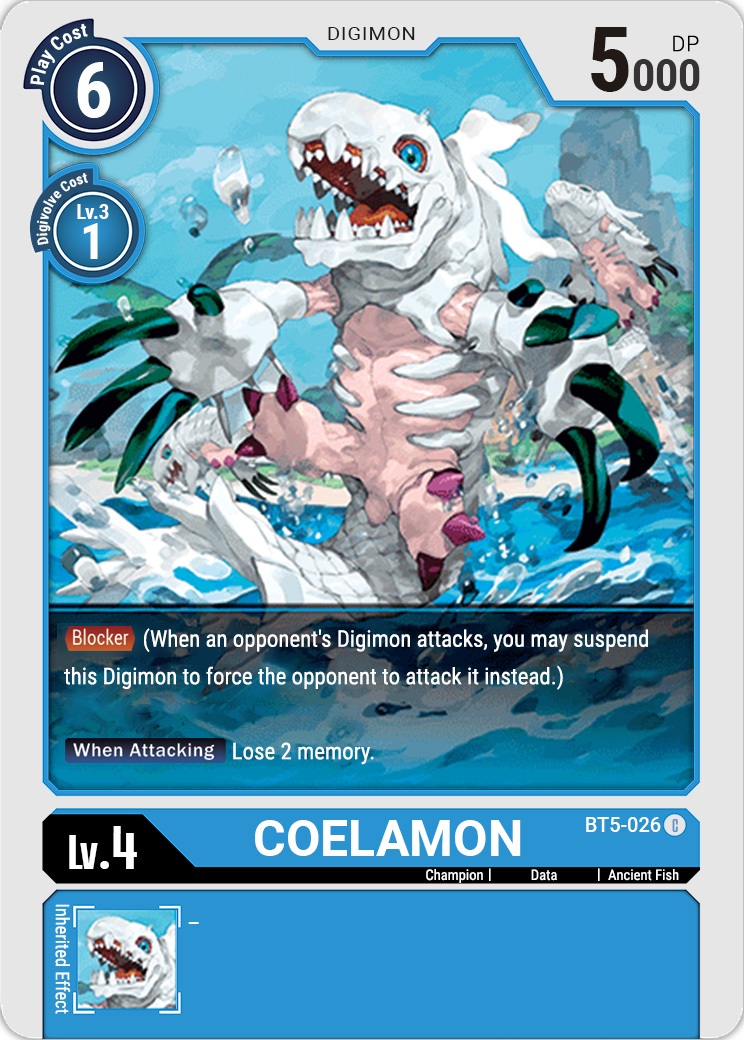 DIGIMON
Play Cost
6
DP
5000
Digivolve Cost
Lv.3
1
Blocker (When an opponent's Digimon attacks, you may suspend
this Digimon to force the opponent to attack it instead.)
When Attacking Lose 2 memory.
Lv.4
COELAMON
BT5-026 C
Champion | Data | Ancient Fish
Inherited Effect
–